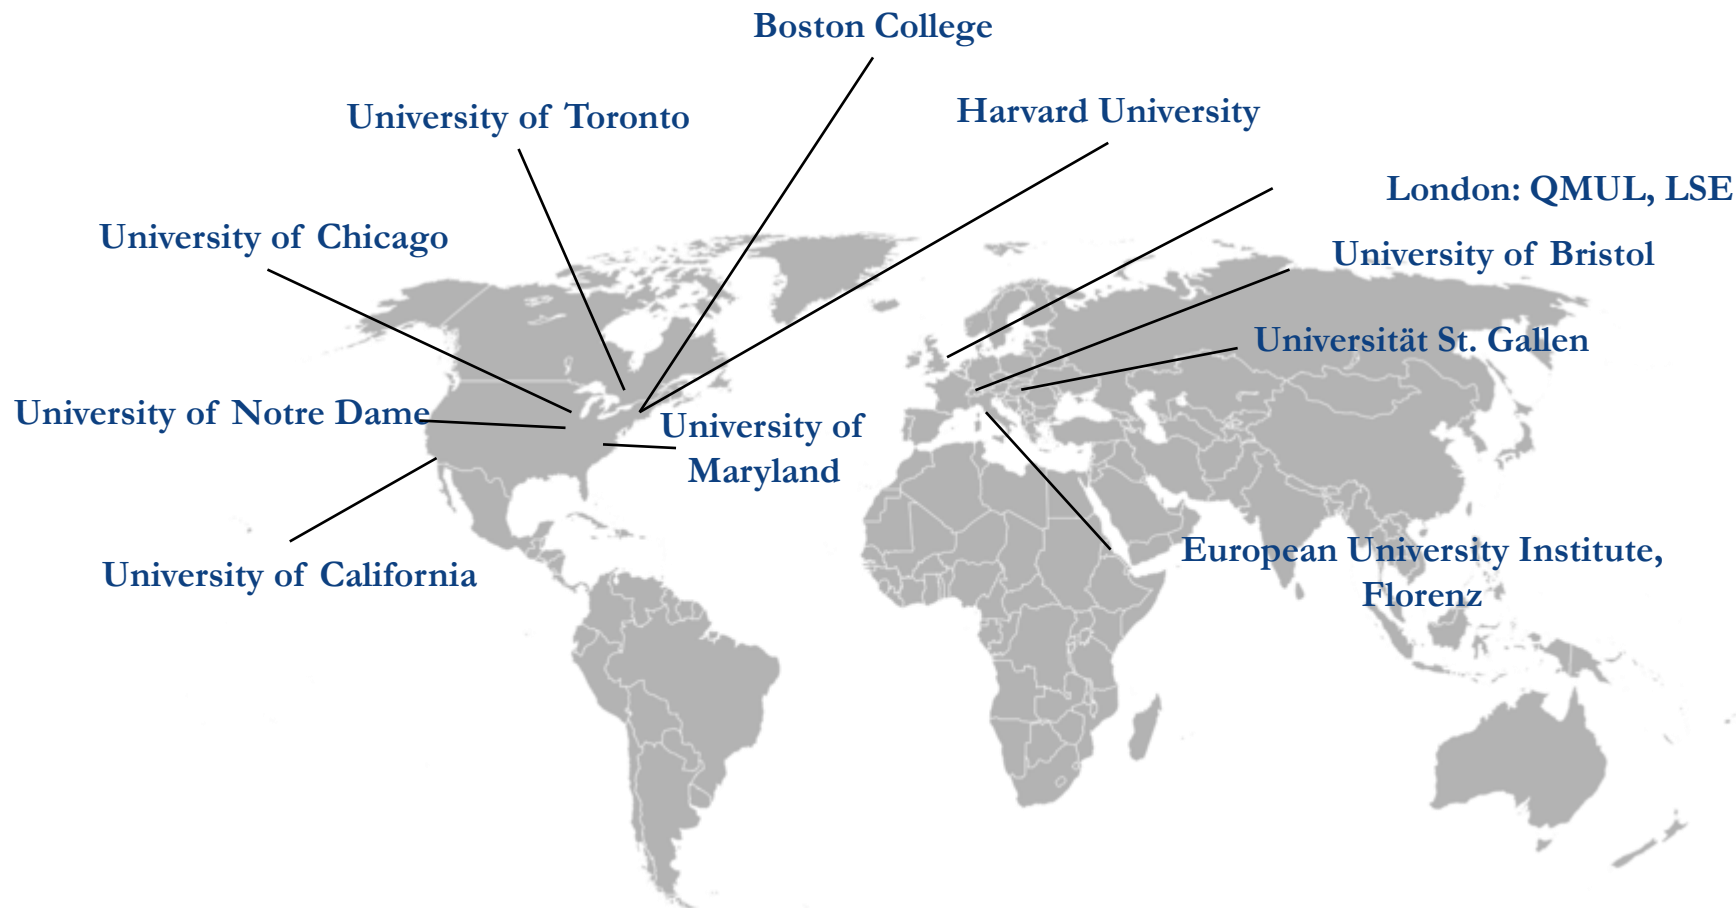 Boston College
Harvard University
University of Toronto
London: QMUL, LSE
University of Chicago
University of Bristol
Universität St. Gallen
University of Notre Dame
University of
Maryland
European University Institute,
Florenz
University of California